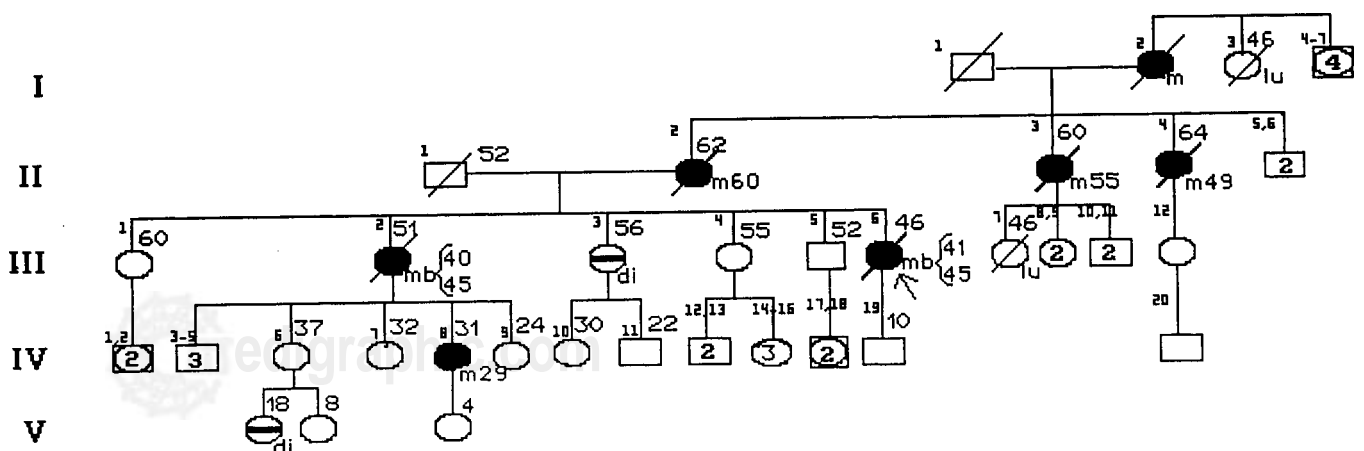 1 2 3 46 4-7
I m lu 4
2 3 4 5,6
1 52 62 60 64
II m60 m55 m49 2
1 60 2 51 3 56 4 55 5 52 6 46 7 46 8,9 10,11 12
III mb {40 45 di mb {41 45 lu 2 2
1,2 3-5 6 37 7 32 8 31 9 24 10 30 11 22 12,13 14-16 17,18 19 10 20
IV 2 3 m29 2 3 2
redigraphic.com
18 8 4
V di